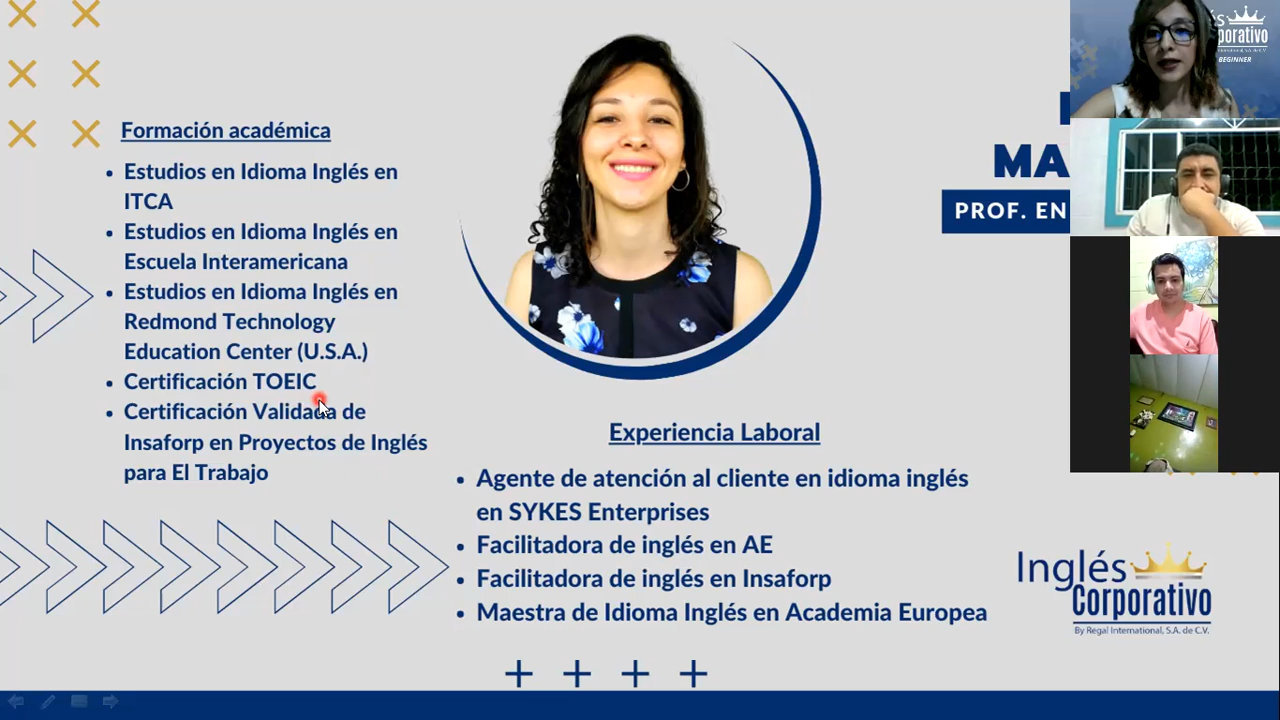 Formación académica
Estudios en Idioma Inglés en
ITCA
Estudios en Idioma Inglés en
Escuela Interamericana
Estudios en Idioma Inglés en
Redmond Technology
Education Center (U.S.A.)
Certificación TOEIC
Certificación Validada de
Insaforp en Proyectos de Inglés
para El Trabajo
Experiencia Laboral
Agente de atención al cliente en idioma inglés
en SYKES Enterprises
Facilitadora de inglés en AE
Facilitadora de inglés en Insaforp
Maestra de Idioma Inglés en Academia Europea
MA
PROF. EN
BEGINNER
Inglés
Corporativo
By Regal International, S.A. de C.V.